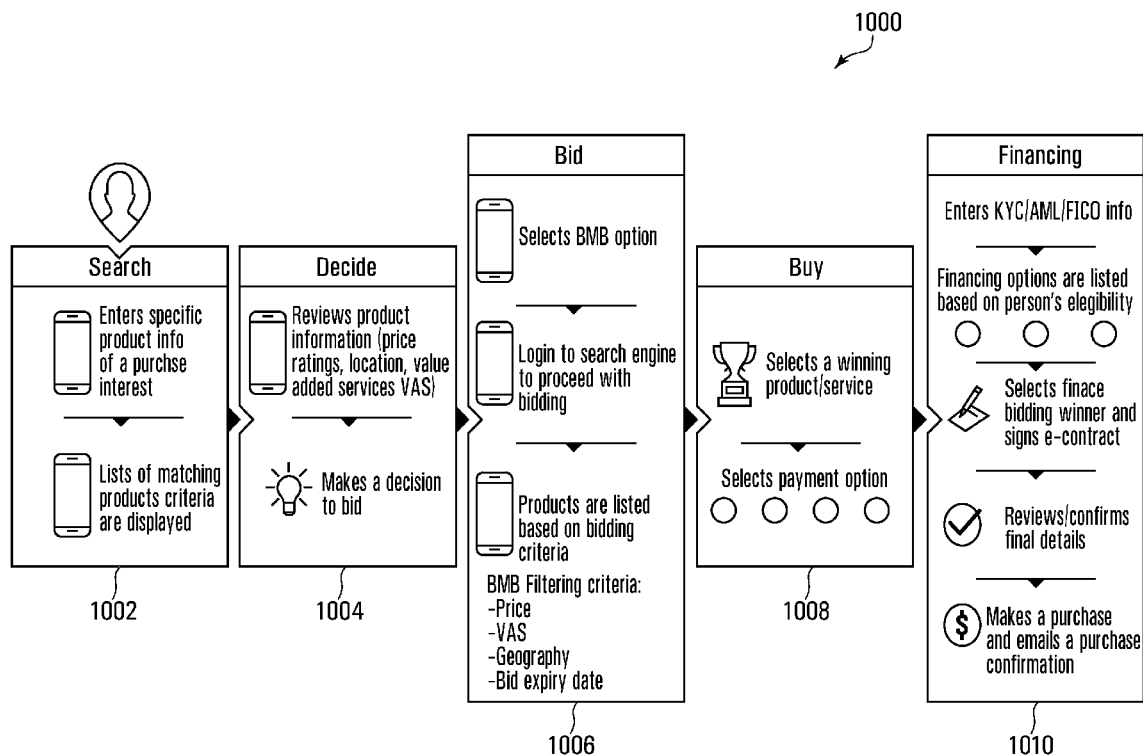 1000
Search
Enters specific
product info
of a purchse
interest
Lists of matching
products criteria
are displayed
1002
Decide
Reviews product
information (price
ratings, location, value
added services VAS)
Makes a decision
to bid
1004
Bid
Selects BMB option
Login to search engine
to proceed with
bidding
Products are listed
based on bidding
criteria
BMB Filtering criteria:
-Price
-VAS
-Geography
-Bid expiry date
1006
Buy
Selects a winning
product/service
Selects payment option
1008
Financing
Enters KYC/AML/FICO info
Financing options are listed
based on person's elegibility
Selects finace
bidding winner and
signs e-contract
Reviews/confirms
final details
$
Makes a purchase
and emails a purchase
confirmation
1010